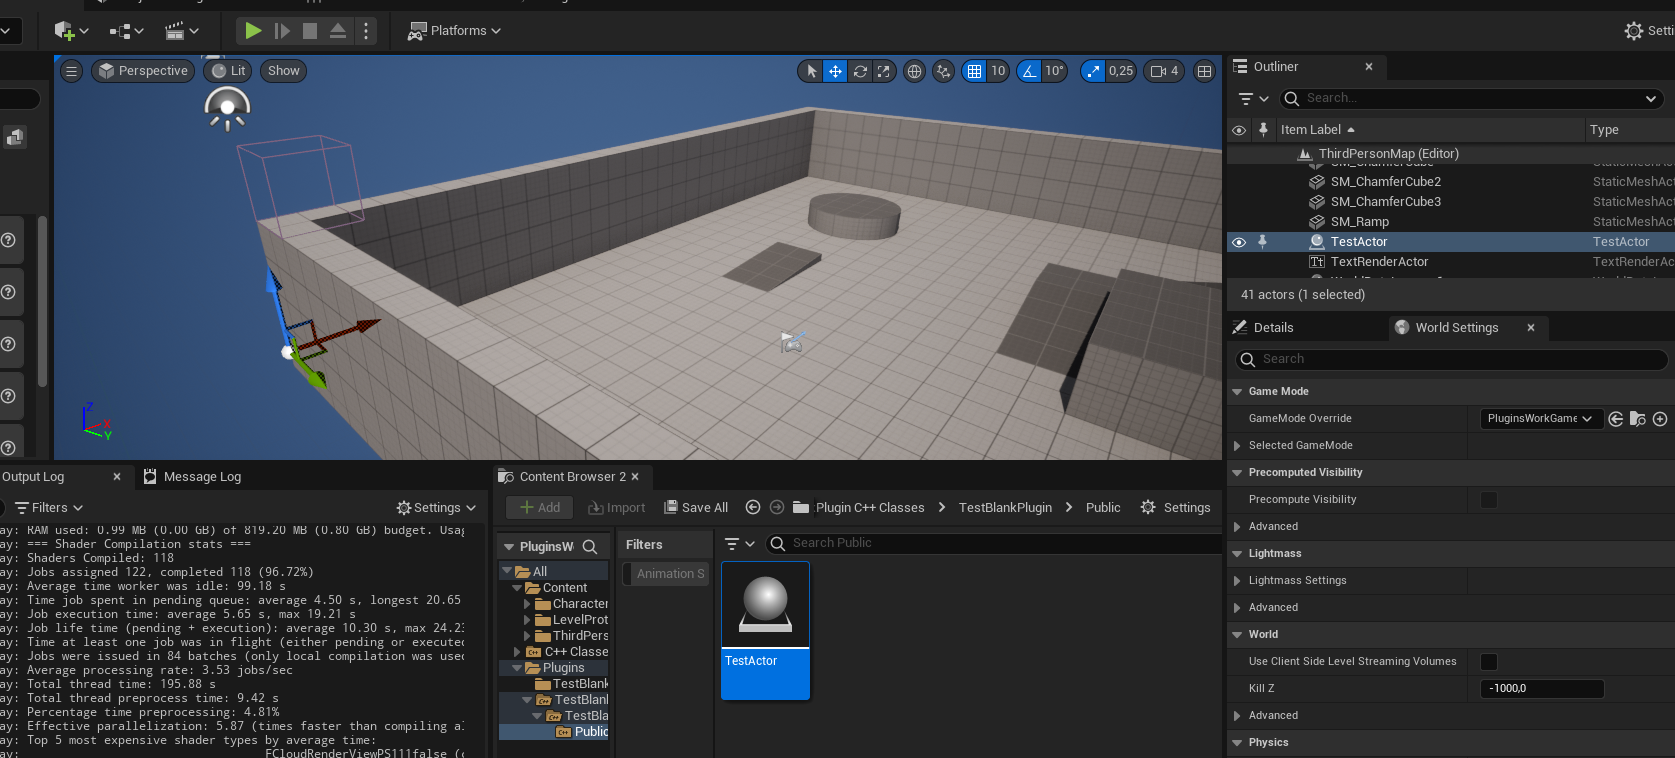 Platforms
Setti
Perspective
Lit
Show
10
10°
0,25
4
Z
X
Y
Outliner
Search...
Item Label
Type
ThirdPersonMap (Editor)
SM_ChamferCube2
StaticMeshAct
SM_ChamferCube3
StaticMeshAct
SM_Ramp
StaticMeshAct
TestActor
TestActor
TextRenderActor
TextRenderAc
41 actors (1 selected)
Details
World Settings
Search
Game Mode
GameMode Override
PluginsWorkGame
Selected GameMode
Precomputed Visibility
Precompute Visibility
Advanced
Lightmass
Lightmass Settings
Advanced
World
Use Client Side Level Streaming Volumes
Kill Z
-1000,0
Advanced
Physics
Output Log
Message Log
Filters
Settings
ay: RAM used: 0.99 MB (0.00 GB) of 819.20 MB (0.80 GB) budget. Usag
ay: === Shader Compilation stats ===
ay: Shaders Compiled: 118
ay: Jobs assigned 122, completed 118 (96.72%)
ay: Average time worker was idle: 99.18 s
ay: Time job spent in pending queue: average 4.50 s, longest 20.65
ay: Job execution time: average 5.65 s, max 19.21 s
ay: Job life time (pending + execution): average 10.30 s, max 24.23
ay: Time at least one job was in flight (either pending or executed
ay: Jobs were issued in 84 batches (only local compilation was used
ay: Average processing rate: 3.53 jobs/sec
ay: Total thread time: 195.88 s
ay: Total thread preprocess time: 9.42 s
ay: Percentage time preprocessing: 4.81%
ay: Effective parallelization: 5.87 (times faster than compiling al
ay: Top 5 most expensive shader types by average time:
ay: FCloudRenderViewPS111false (
Content Browser 2
Add
Import
Save All
Plugin C++ Classes
TestBlankPlugin
Public
Settings
PluginsW
Filters
Search Public
Animation S
All
Content
Character
LevelProt
ThirdPers
C++ Classe
Plugins
TestBlank
TestBlan
TestBla
Public
TestActor